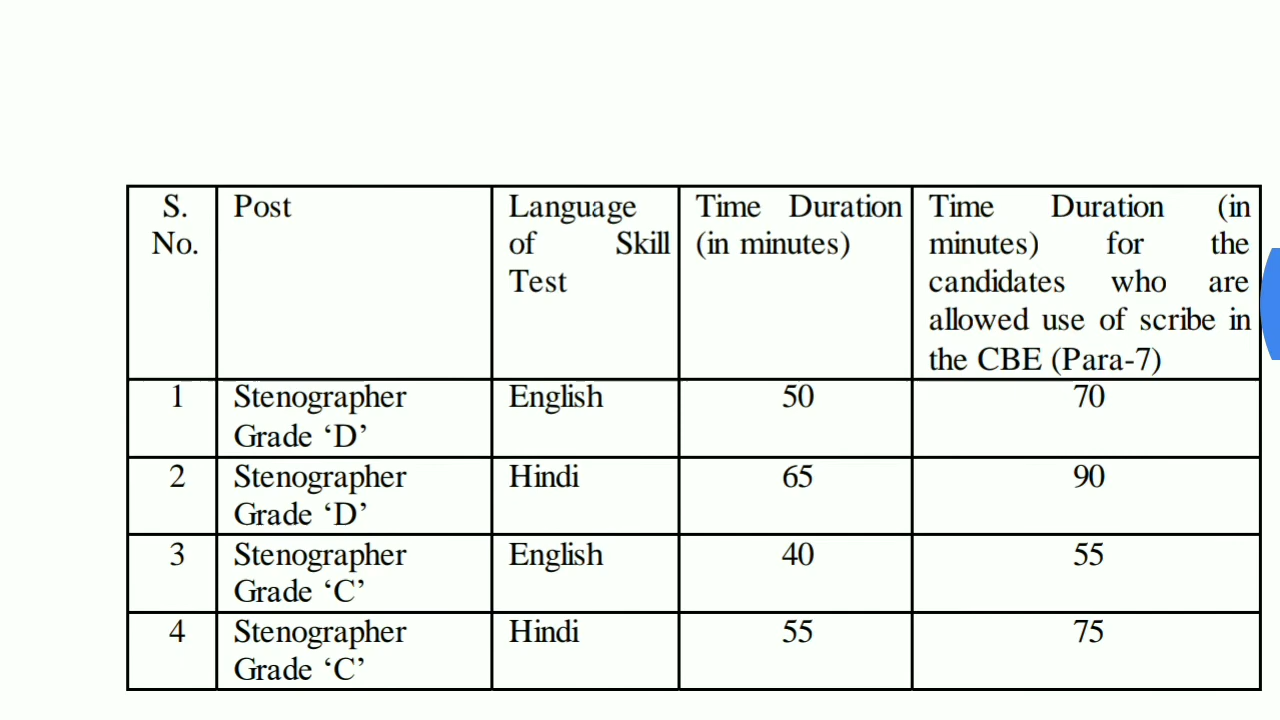 S. No. Post Language of Skill Test Time Duration (in minutes) Time Duration (in minutes) for the candidates who are allowed use of scribe in the CBE (Para-7)
1 Stenographer Grade ‘D’ English 50 70
2 Stenographer Grade ‘D’ Hindi 65 90
3 Stenographer Grade ‘C’ English 40 55
4 Stenographer Grade ‘C’ Hindi 55 75